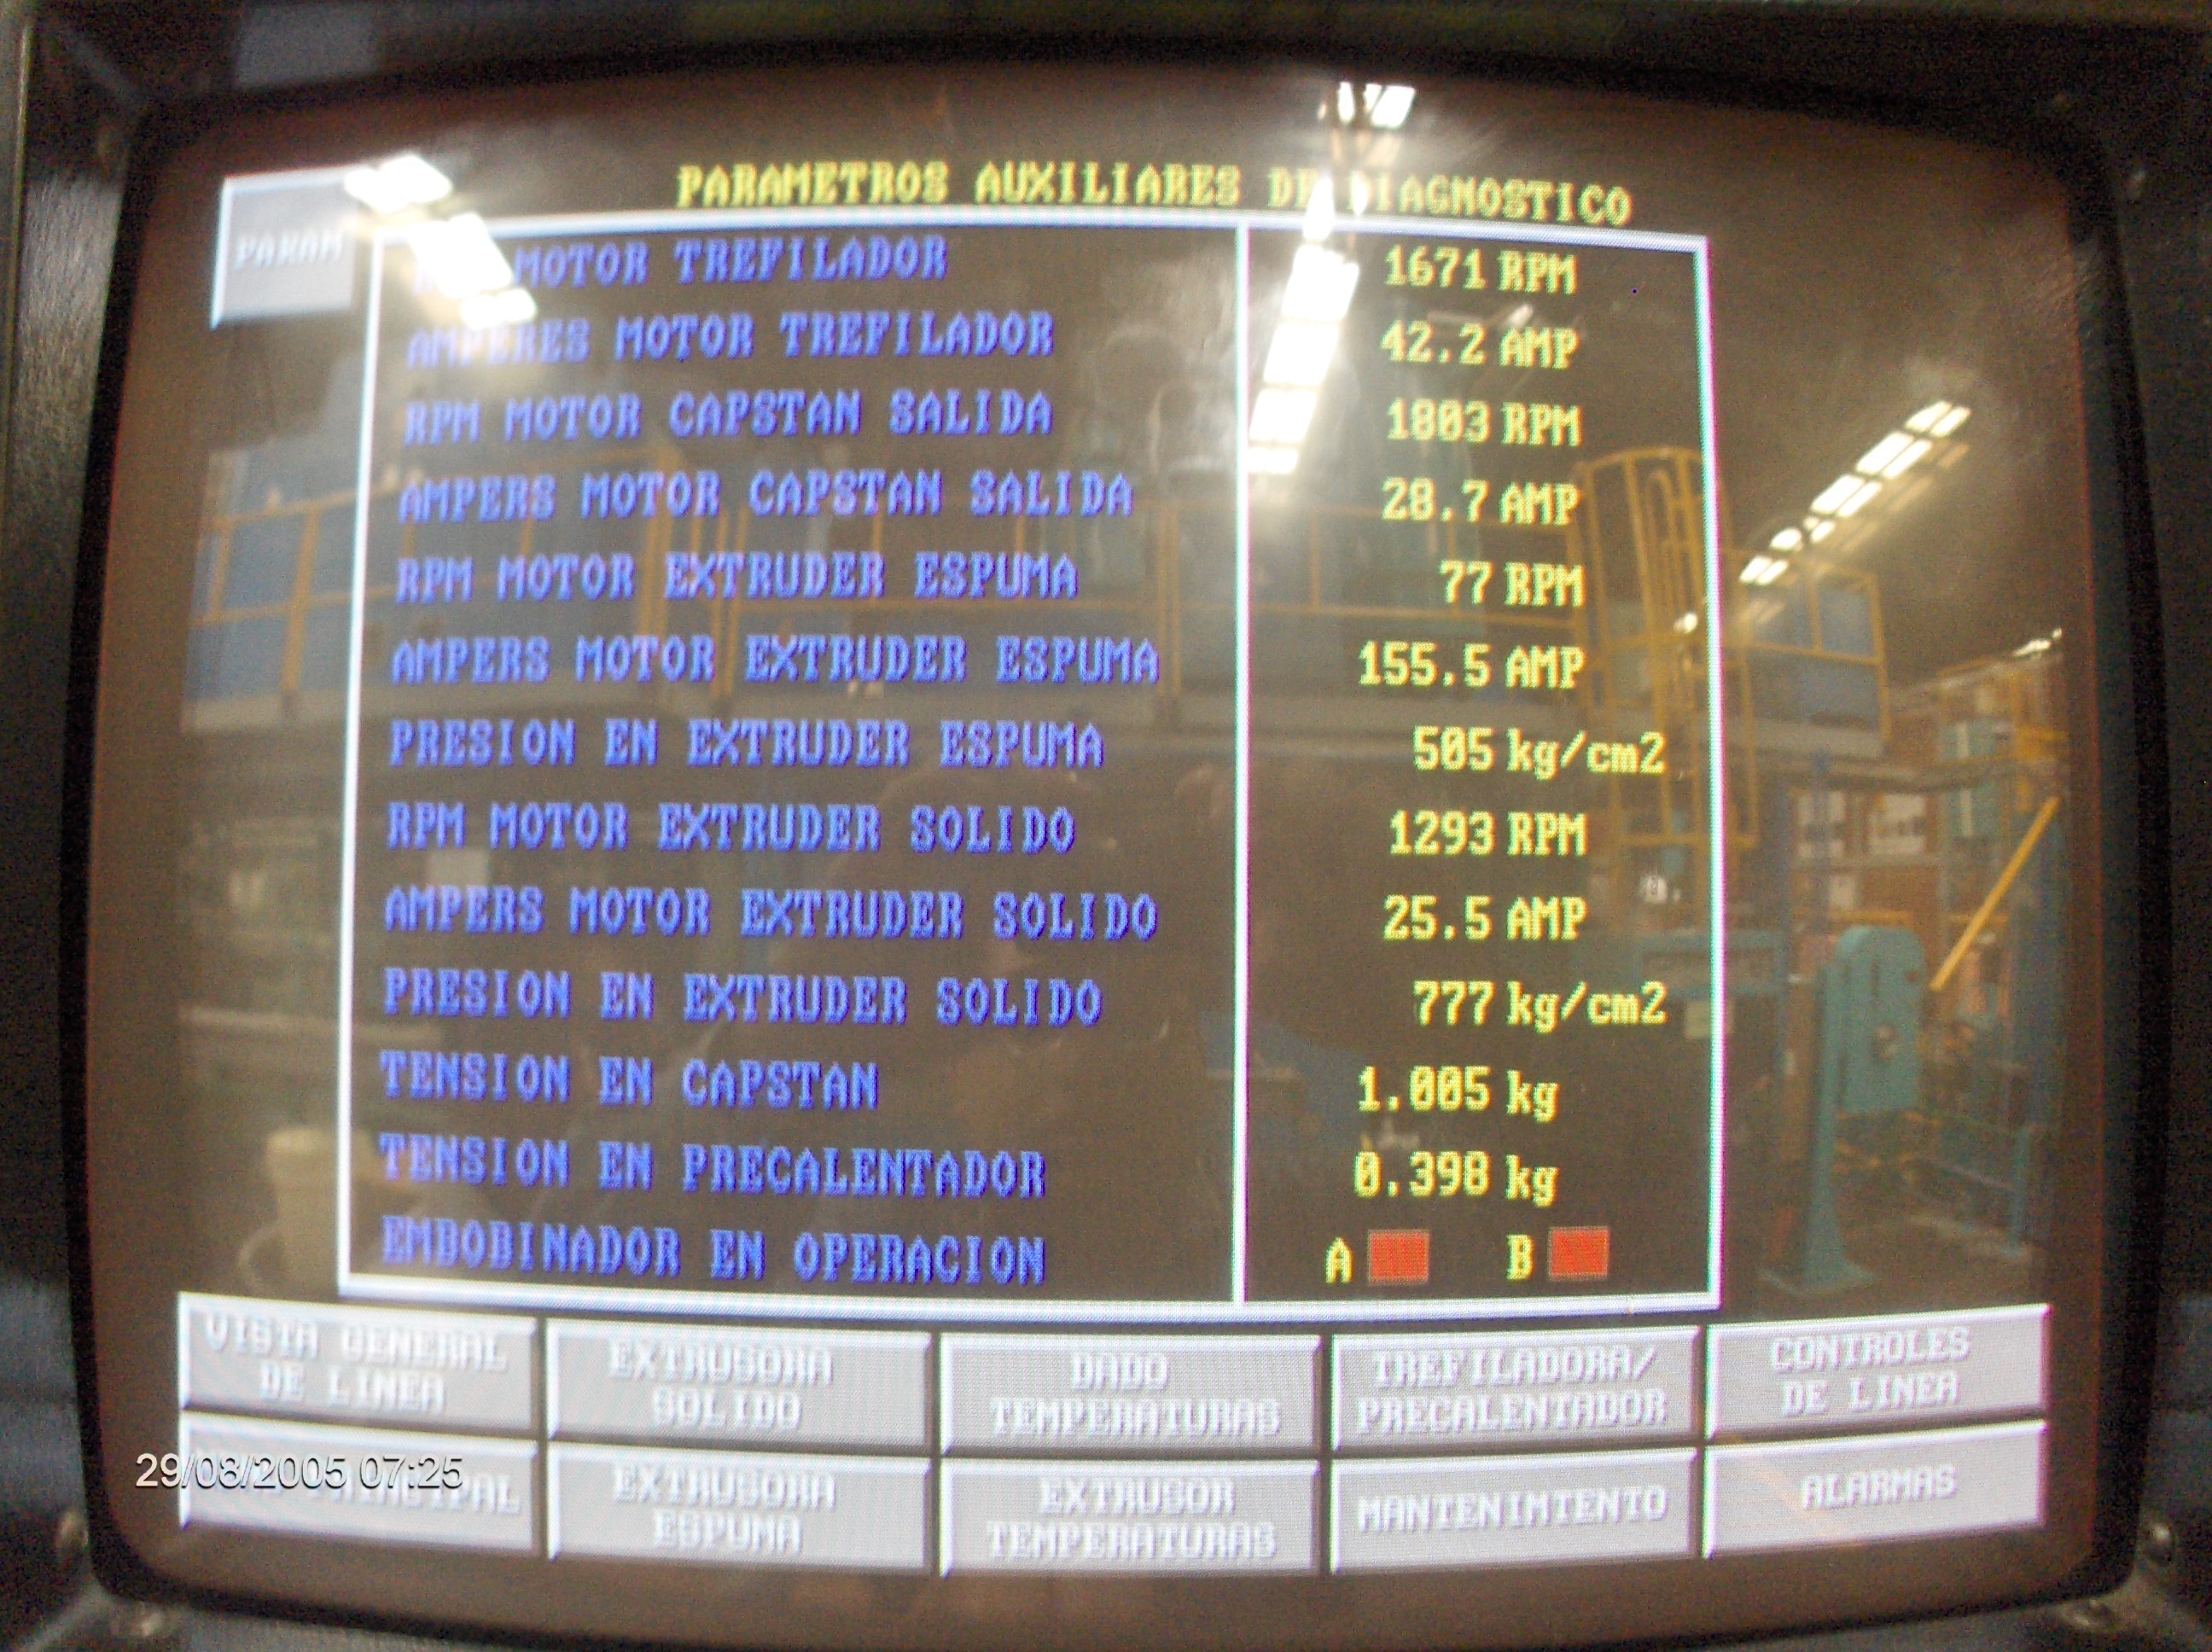 PARAMETROS AUXILIARES DE DIAGNOSTICO
PARAM
MOTOR TREFILADOR 1671 RPM
AMPERES MOTOR TREFILADOR 42.2 AMP
RPM MOTOR CAPSTAN SALIDA 1803 RPM
AMPERS MOTOR CAPSTAN SALIDA 28.7 AMP
RPM MOTOR EXTRUDER ESPUMA 77 RPM
AMPERS MOTOR EXTRUDER ESPUMA 155.5 AMP
PRESION EN EXTRUDER ESPUMA 505 kg/cm2
RPM MOTOR EXTRUDER SOLIDO 1293 RPM
AMPERS MOTOR EXTRUDER SOLIDO 25.5 AMP
PRESION EN EXTRUDER SOLIDO 777 kg/cm2
TENSION EN CAPSTAN 1.005 kg
TENSION EN PRECALENTADOR 0.398 kg
EMBOBINADOR EN OPERACION A B
VISTA GENERAL
DE LINEA
EXTRUSORA
SOLIDO
DADO
TEMPERATURAS
TREFILADORA/
PRECALENTADOR
CONTROLES
DE LINEA
29/08/2005 07:25
PRINCIPAL
EXTRUSORA
ESPUMA
EXTRUSOR
TEMPERATURAS
MANTENIMIENTO
ALARMAS